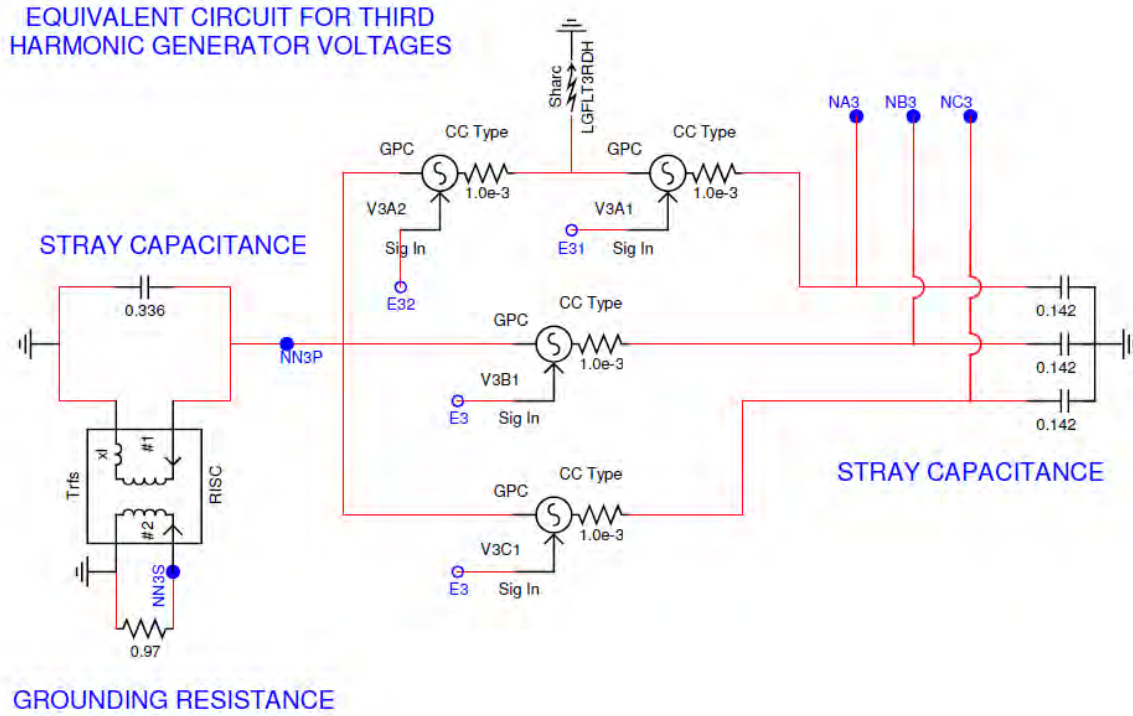 EQUIVALENT CIRCUIT FOR THIRD
HARMONIC GENERATOR VOLTAGES
Sharc
LGFLT3RDH
NA3
NB3
NC3
GPC
CC Type
1.0e-3
V3A2
Sig In
E32
GPC
CC Type
1.0e-3
V3A1
Sig In
E31
STRAY CAPACITANCE
0.336
NN3P
GPC
CC Type
1.0e-3
V3B1
Sig In
E3
0.142
0.142
0.142
STRAY CAPACITANCE
Trfs
xl
#1
#2
RISC
NN3S
0.97
GPC
CC Type
1.0e-3
V3C1
Sig In
E3
GROUNDING RESISTANCE